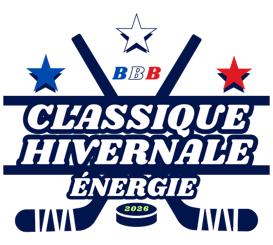 BBB
CLASSIQUE
HIVERNALE
ÉNERGIE
2026